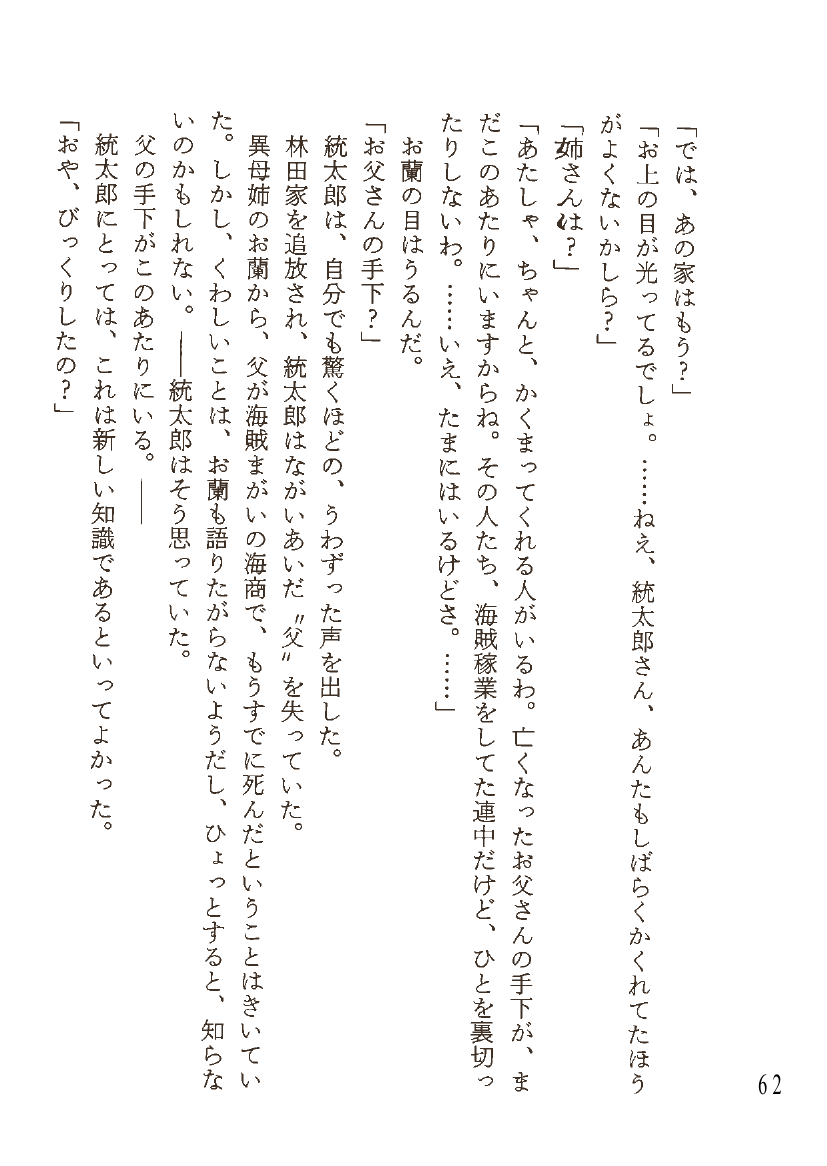 「では、あの家はもう？」
「お上の目が光ってるでしょ。……ねえ、統太郎さん、あんたもしばらくかくれてたほう
がよくないかしら？」
「姉さんは？」
「あたしゃ、ちゃんと、かくまってくれる人がいるわ。亡くなったお父さんの手下が、ま
だこのあたりにいますからね。その人たち、海賊稼業をしてた連中だけど、ひとを裏切っ
たりしないわ。……いえ、たまにはいるけどさ。……」
お蘭の目はうるんだ。
「お父さんの手下？」
統太郎は、自分でも驚くほどの、うわずった声を出した。
林田家を追放され、統太郎はながいあいだ〝父〟を失っていた。
異母姉のお蘭から、父が海賊まがいの海商で、もうすでに死んだということはきいてい
た。しかし、くわしいことは、お蘭も語りたがらないようだし、ひょっとすると、知らな
いのかもしれない。――統太郎はそう思っていた。
父の手下がこのあたりにいる。――
統太郎にとっては、これは新しい知識であるといってよかった。
「おや、びっくりしたの？」
62